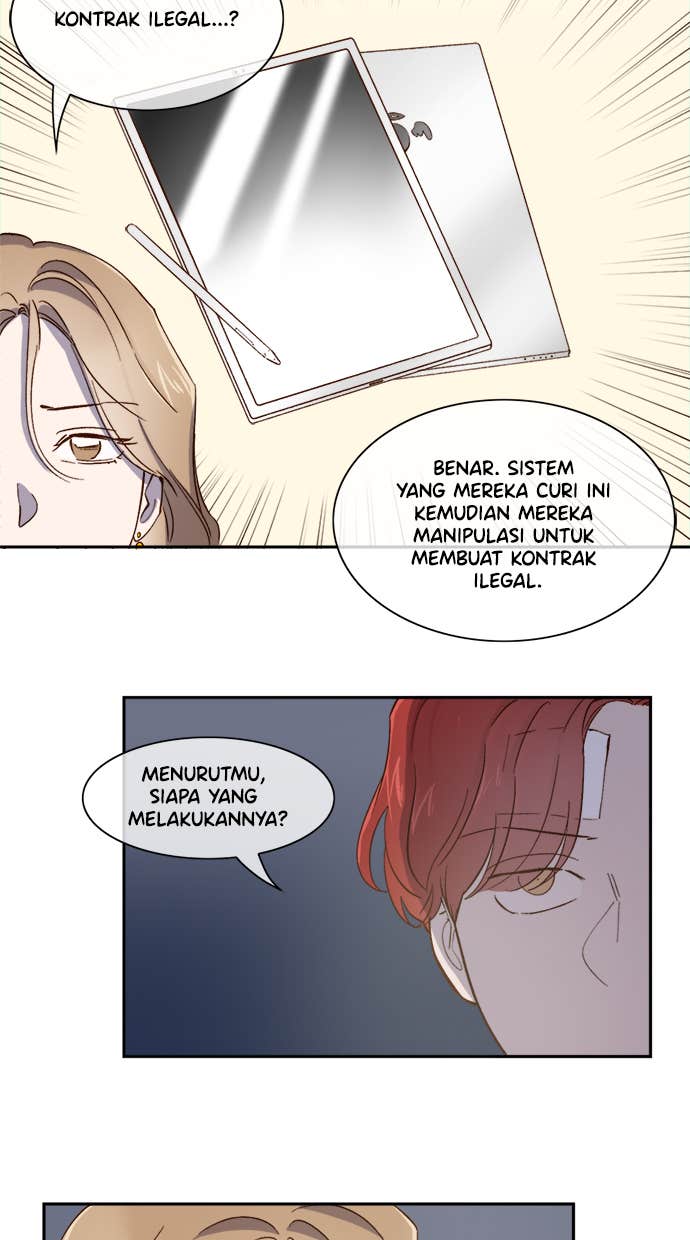 KONTRAK ILEGAL...?
BENAR. SISTEM
YANG MEREKA CURI INI
KEMUDIAN MEREKA
MANIPULASI UNTUK
MEMBUAT KONTRAK
ILEGAL.
MENURUTMU,
SIAPA YANG
MELAKUKANNYA?